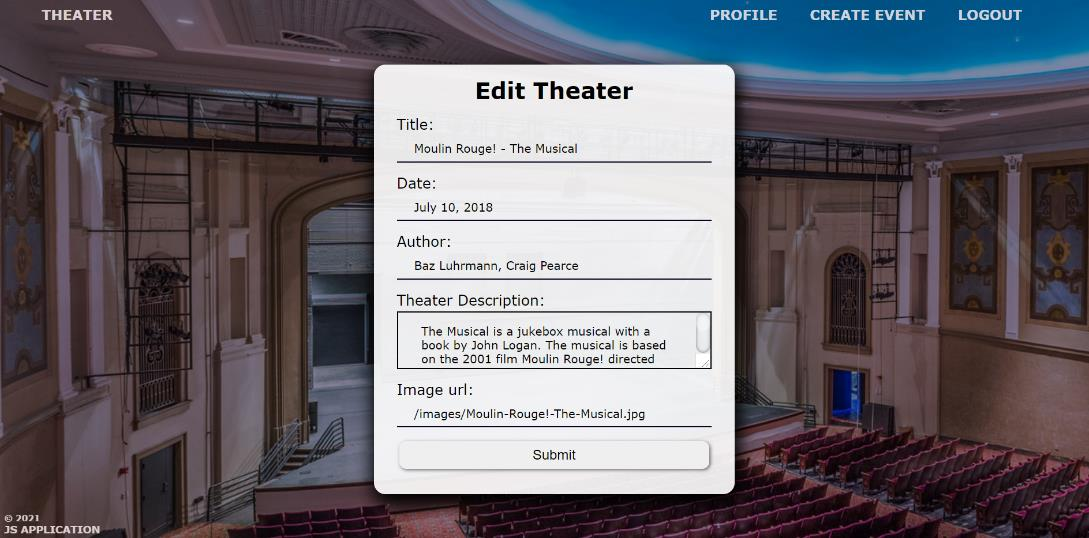 THEATER PROFILE CREATE EVENT LOGOUT
Edit Theater
Title:
Moulin Rouge! - The Musical
Date:
July 10, 2018
Author:
Baz Luhrmann, Craig Pearce
Theater Description:
The Musical is a jukebox musical with a
book by John Logan. The musical is based
on the 2001 film Moulin Rouge! directed
Image url:
/images/Moulin-Rouge!-The-Musical.jpg
Submit
© 2021
JS APPLICATION